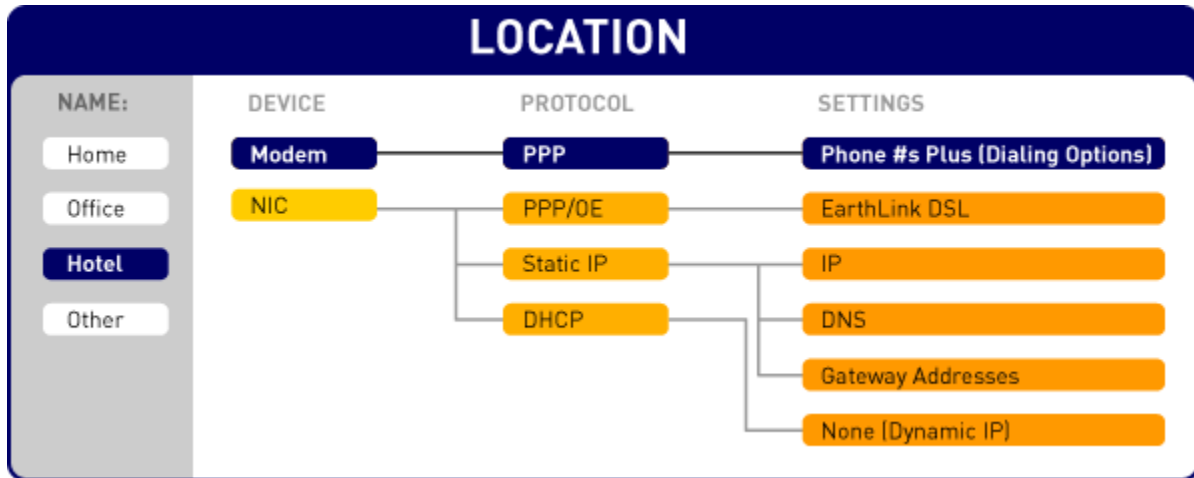 LOCATION
NAME:
DEVICE
PROTOCOL
SETTINGS
Home
Modem
PPP
Phone #s Plus (Dialing Options)
Office
NIC
PPP/OE
EarthLink DSL
Hotel
Static IP
IP
Other
DHCP
DNS
Gateway Addresses
None (Dynamic IP)